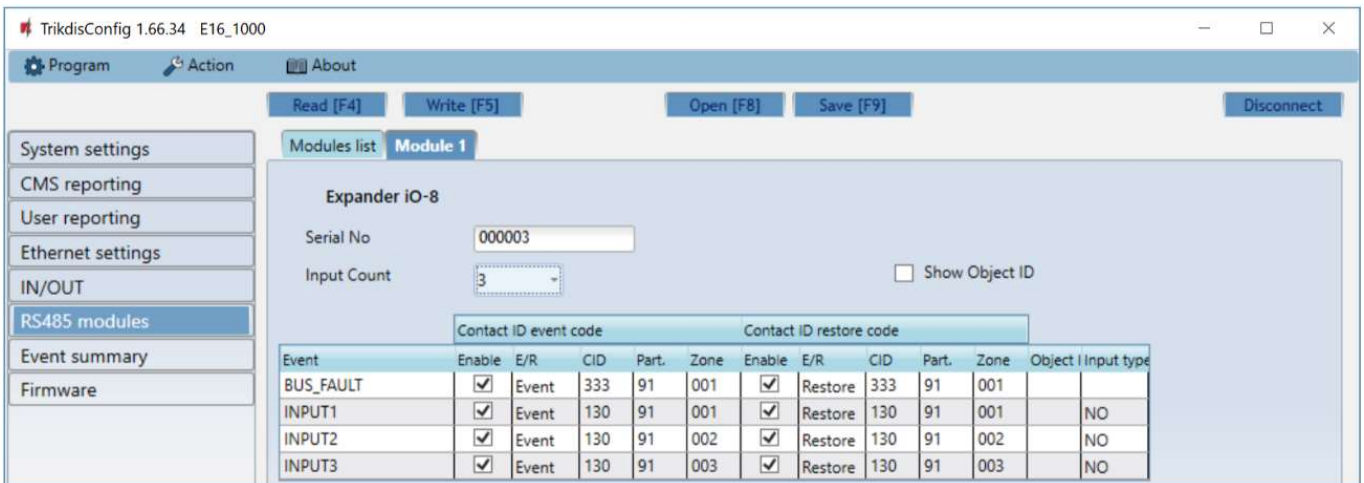 TrikdisConfig 1.66.34 E16_1000
Program Action About
Read [F4] Write [F5] Open [F8] Save [F9] Disconnect
System settings
CMS reporting
User reporting
Ethernet settings
IN/OUT
RS485 modules
Event summary
Firmware
Modules list Module 1
Expander iO-8
Serial No 000003
Input Count 3 Show Object ID
Contact ID event code Contact ID restore code
Event Enable E/R CID Part. Zone Enable E/R CID Part. Zone Object I Input type
BUS_FAULT Event 333 91 001 Restore 333 91 001
INPUT1 Event 130 91 001 Restore 130 91 001 NO
INPUT2 Event 130 91 002 Restore 130 91 002 NO
INPUT3 Event 130 91 003 Restore 130 91 003 NO